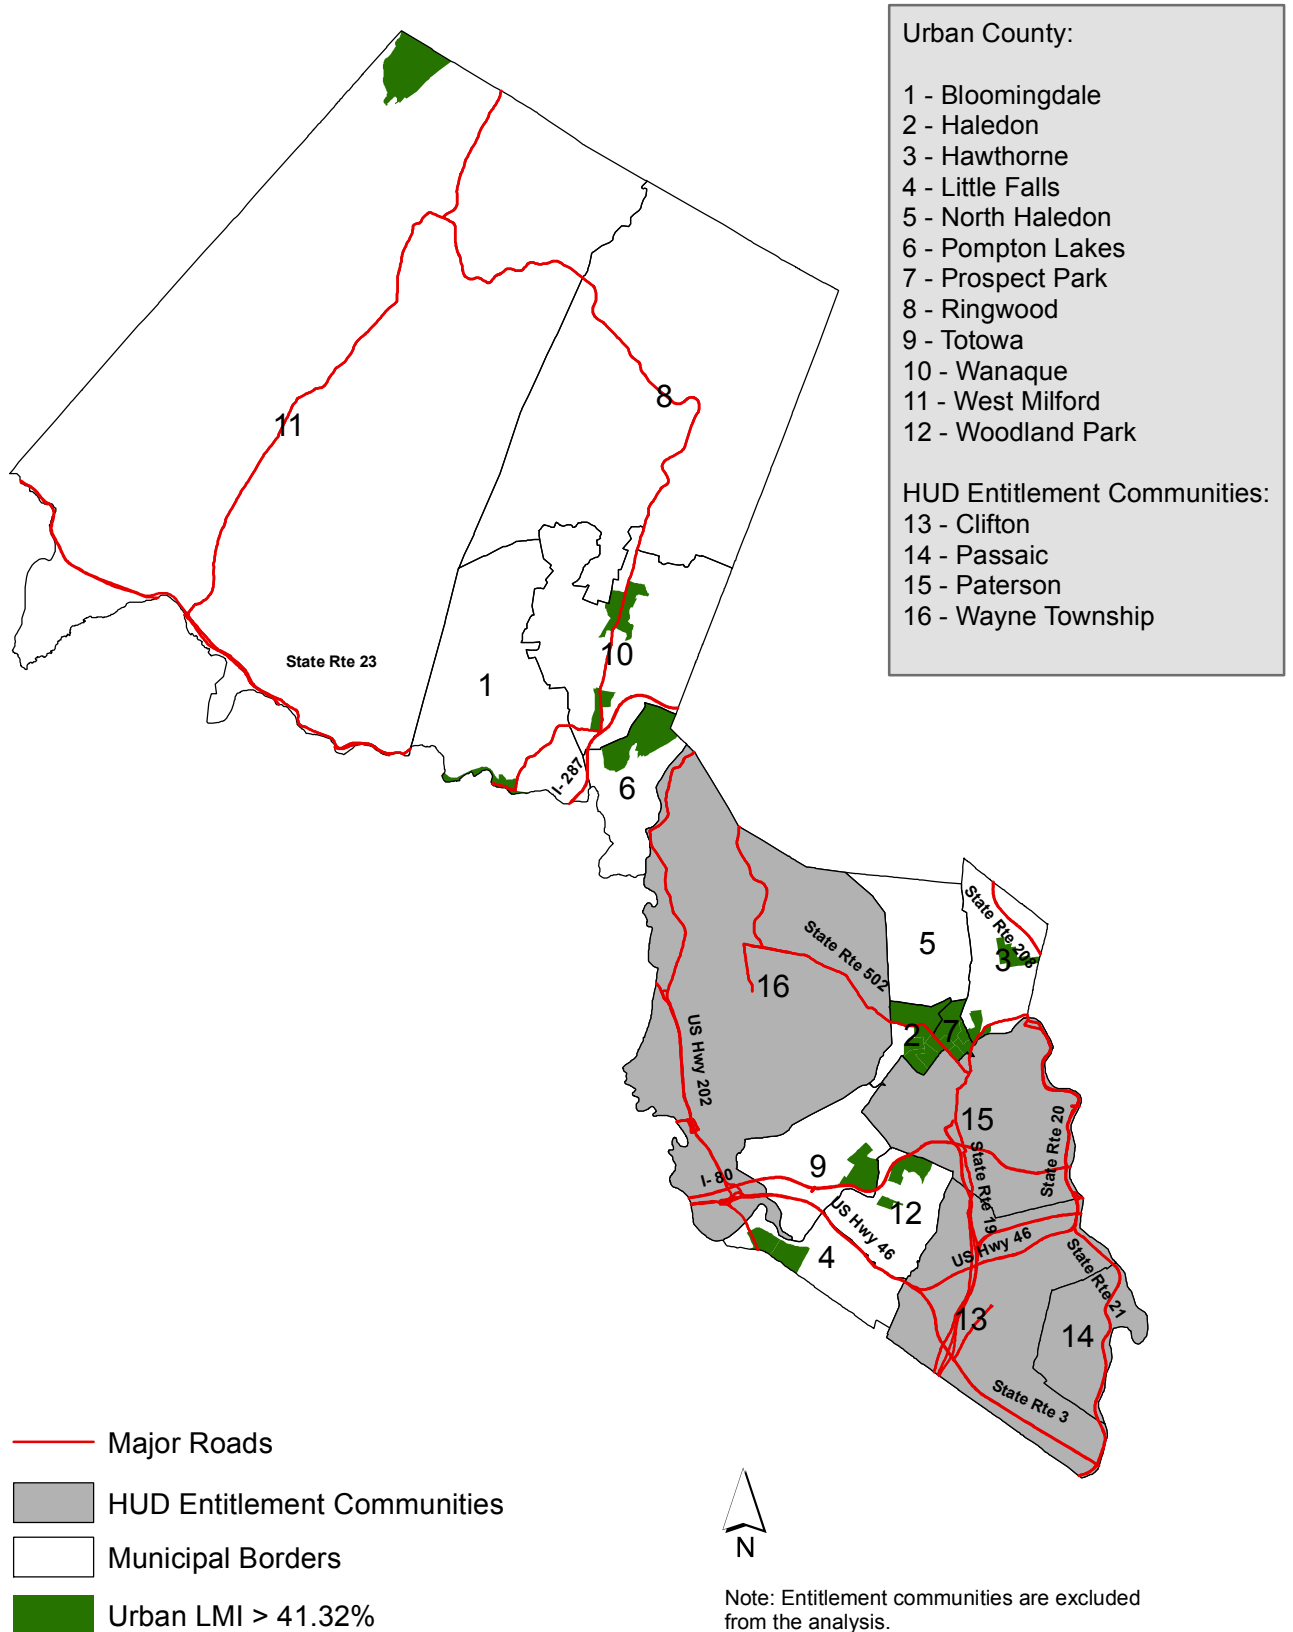 Urban County:
1 - Bloomingdale
2 - Haledon
3 - Hawthorne
4 - Little Falls
5 - North Haledon
6 - Pompton Lakes
7 - Prospect Park
8 - Ringwood
9 - Totowa
10 - Wanaque
11 - West Milford
12 - Woodland Park
HUD Entitlement Communities:
13 - Clifton
14 - Passaic
15 - Paterson
16 - Wayne Township
8
11
10
State Rte 23
1
I- 287
6
State Rte 208
5
3
State Rte 502
16
US Hwy 202
2
7
15
State Rte 20
9
I- 80
State Rte 19
12
US Hwy 46
US Hwy 46
4
State Rte 21
13
14
State Rte 3
Major Roads
HUD Entitlement Communities
Municipal Borders
Urban LMI > 41.32%
N
Note: Entitlement communities are excluded
from the analysis.